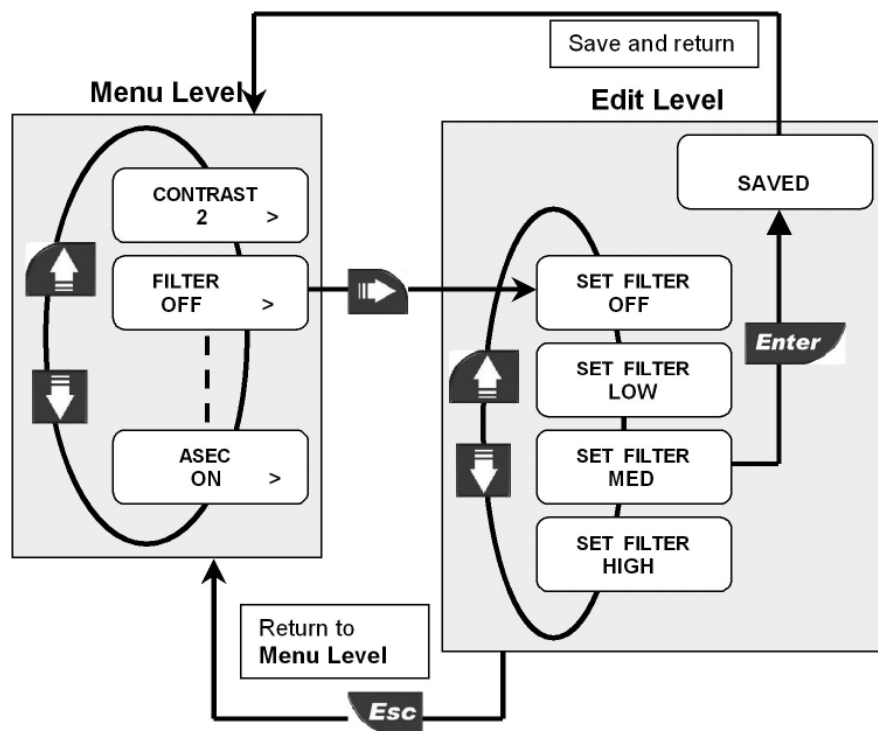 Save and return
Menu Level
Edit Level
CONTRAST
2 >
FILTER
OFF >
ASEC
ON >
SAVED
SET FILTER
OFF
SET FILTER
LOW
Enter
SET FILTER
MED
SET FILTER
HIGH
Return to
Menu Level
Esc